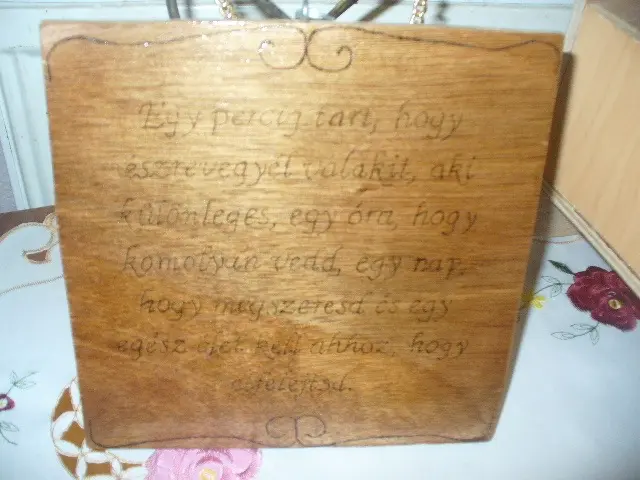 Egy percig tart, hogy
észrevegyél valakit, aki
különleges, egy óra, hogy
komolyan vedd, egy nap,
hogy megszeresd és egy
egész élet kell ahhoz, hogy
elfelejtsd.